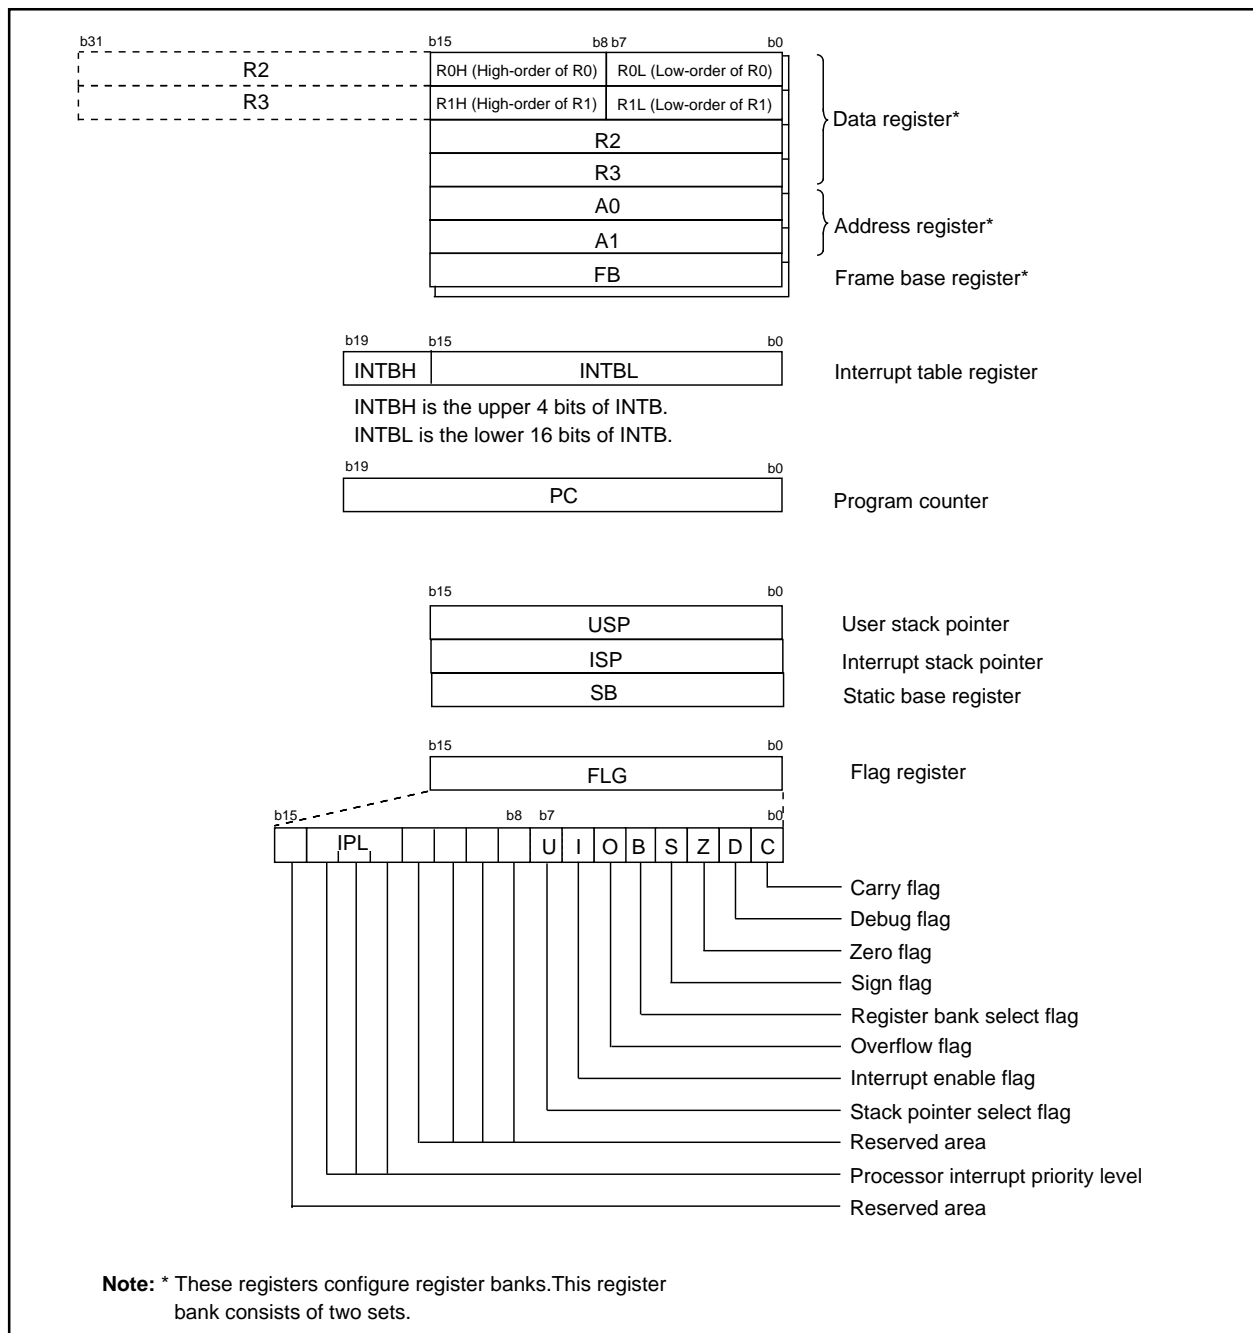 b31 b15 b8 b7 b0
R2 R0H (High-order of R0) R0L (Low-order of R0)
R3 R1H (High-order of R1) R1L (Low-order of R1)
Data register*
R2
R3
A0
Address register*
A1
FB Frame base register*
b19 b15 b0
INTBH INTBL Interrupt table register
INTBH is the upper 4 bits of INTB.
INTBL is the lower 16 bits of INTB.
b19 b0
PC Program counter
b15 b0
USP User stack pointer
ISP Interrupt stack pointer
SB Static base register
b15 b0
FLG Flag register
b15 b8 b7 b0
IPL U I O B S Z D C
Carry flag
Debug flag
Zero flag
Sign flag
Register bank select flag
Overflow flag
Interrupt enable flag
Stack pointer select flag
Reserved area
Processor interrupt priority level
Reserved area
Note: * These registers configure register banks.This register
bank consists of two sets.